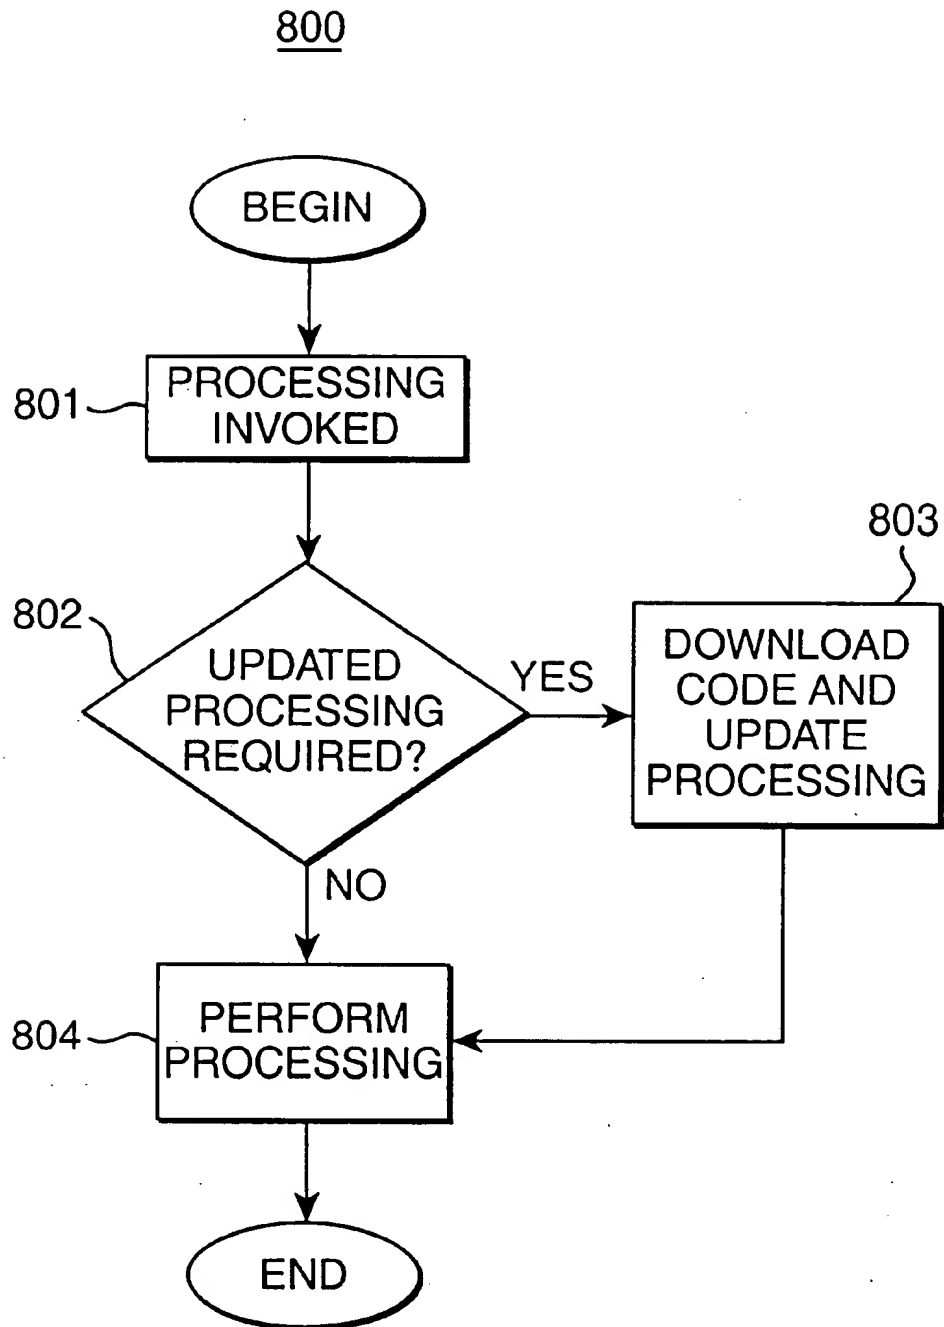 800
BEGIN
801
PROCESSING
INVOKED
802
UPDATED
PROCESSING
REQUIRED?
YES
803
DOWNLOAD
CODE AND
UPDATE
PROCESSING
NO
804
PERFORM
PROCESSING
END